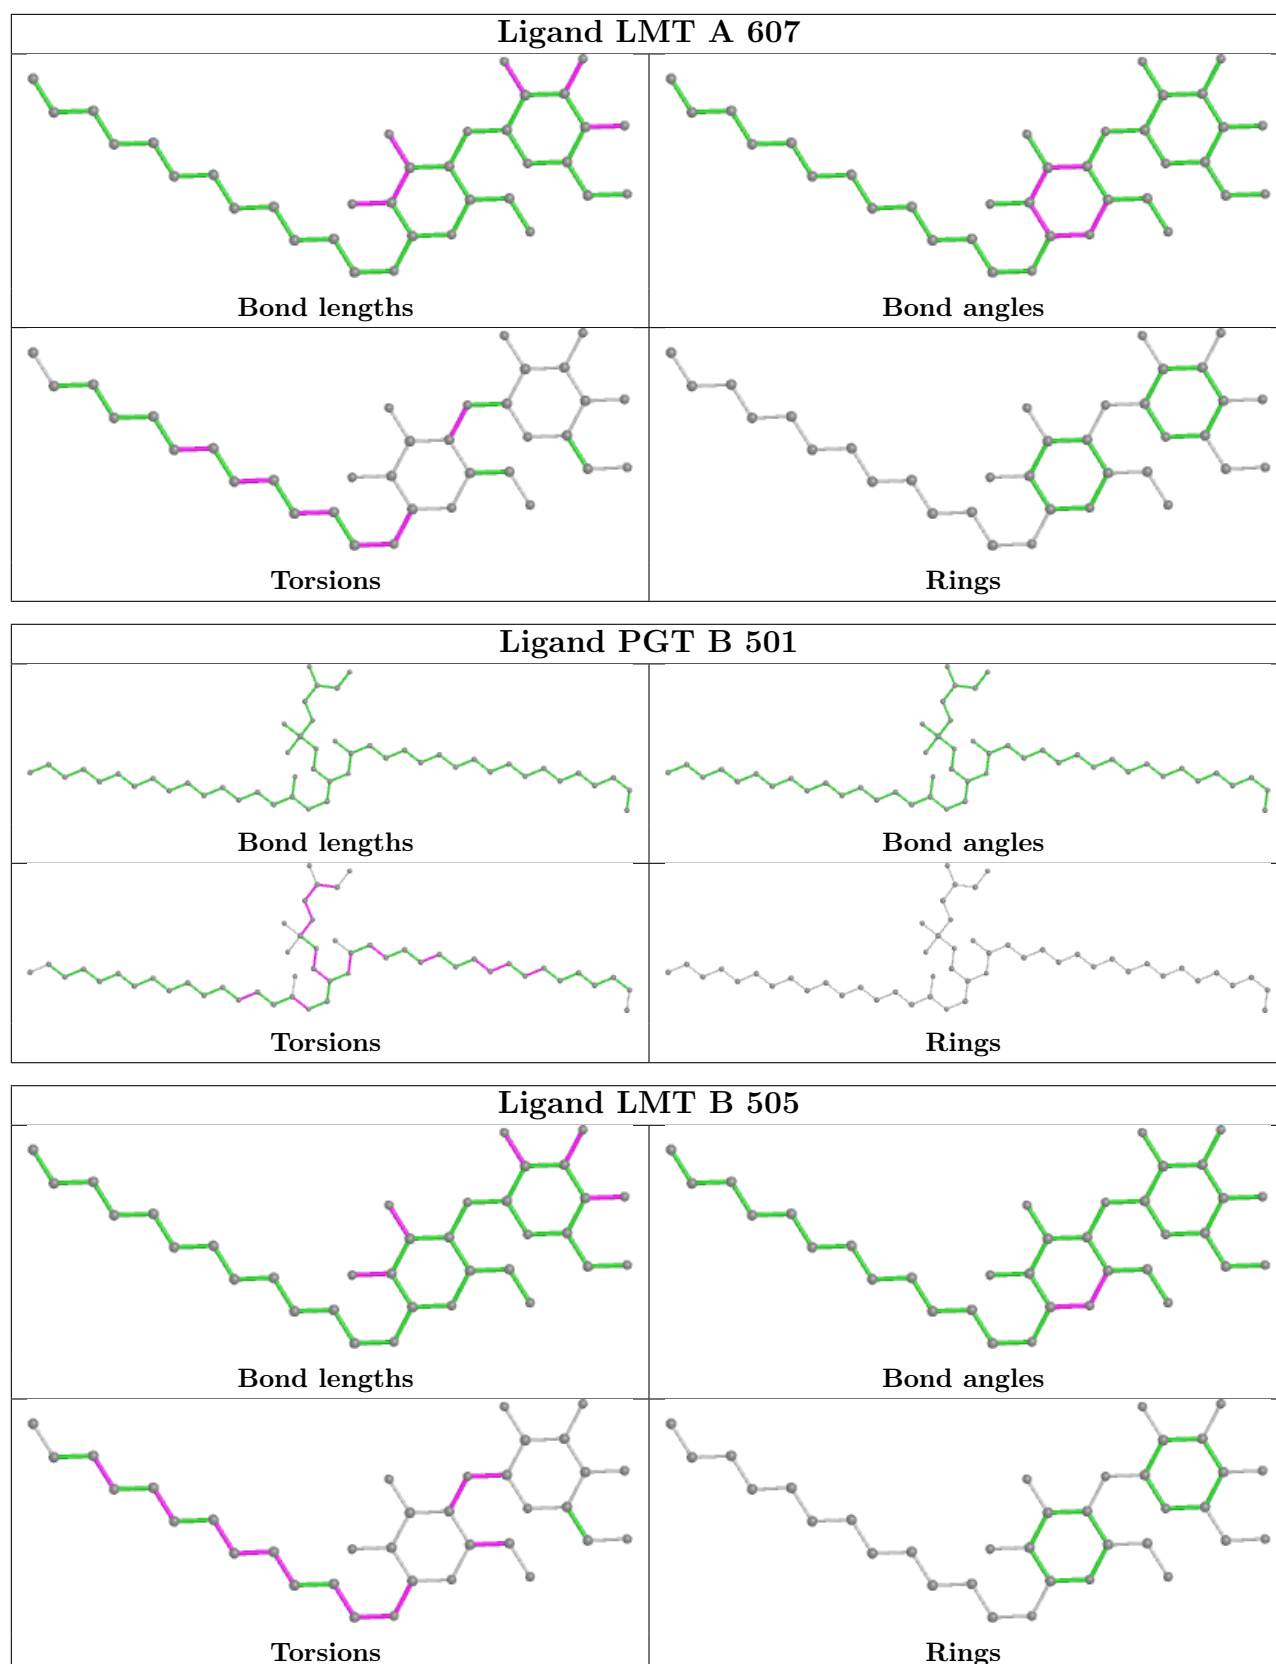 Ligand LMT A 607
Bond lengths
Bond angles
Torsions
Rings
Ligand PGT B 501
Bond lengths
Bond angles
Torsions
Rings
Ligand LMT B 505
Bond lengths
Bond angles
Torsions
Rings